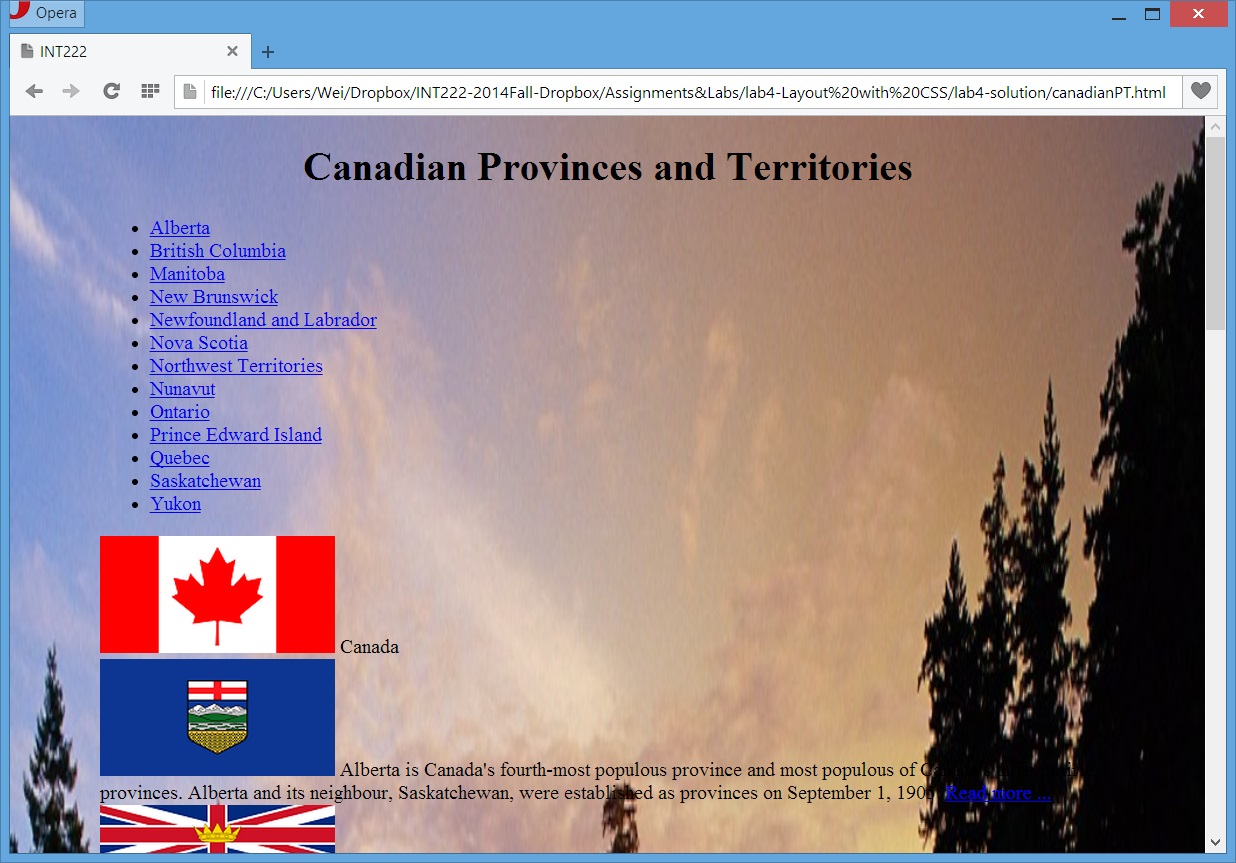 Opera
INT222
file:///C:/Users/Wei/Dropbox/INT222-2014Fall-Dropbox/Assignments&Labs/lab4-Layout%20with%20CSS/lab4-solution/canadianPT.html
Canadian Provinces and Territories
Alberta
British Columbia
Manitoba
New Brunswick
Newfoundland and Labrador
Nova Scotia
Northwest Territories
Nunavut
Ontario
Prince Edward Island
Quebec
Saskatchewan
Yukon
Canada
Alberta is Canada's fourth-most populous province and most populous of
provinces. Alberta and its neighbour, Saskatchewan, were established as provinces on September 1, Read more ...